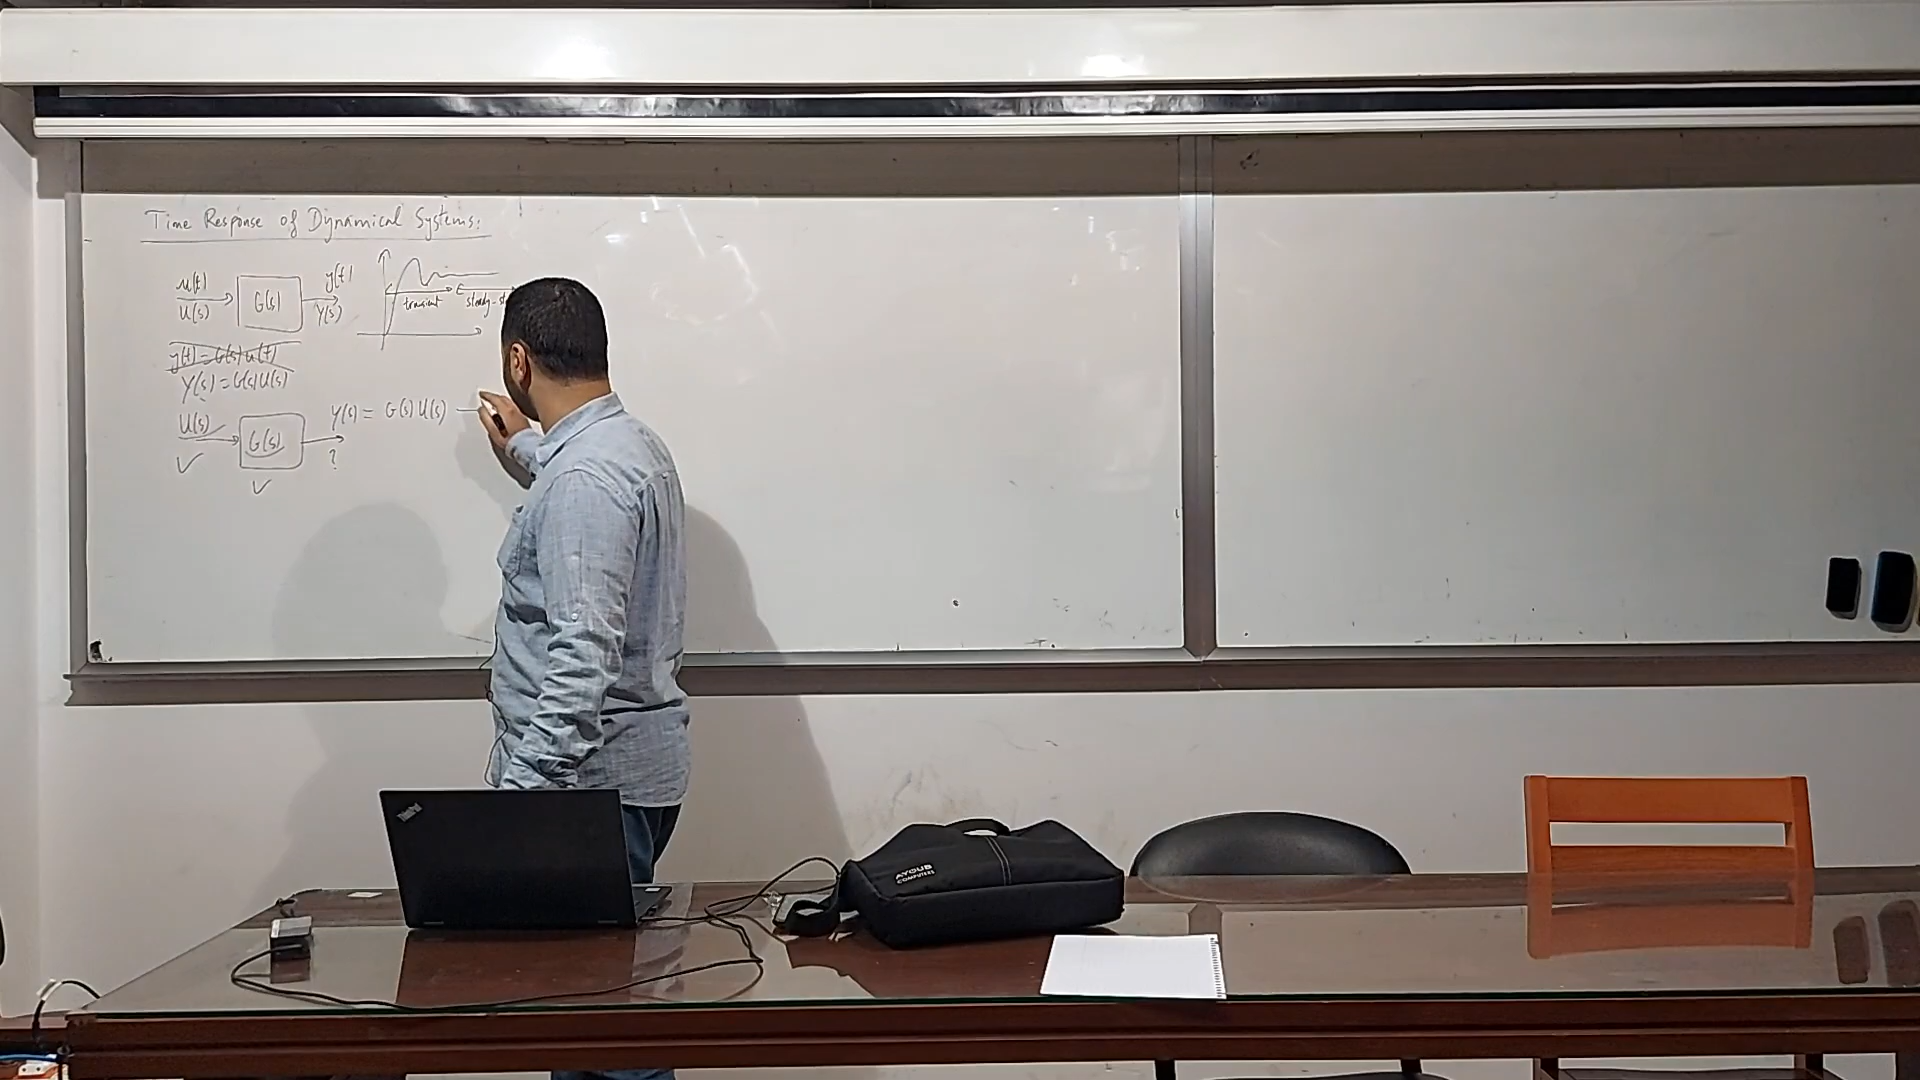 Time Response of Dynamical Systems:
u(t)
U(s)
G(s)
y(t)
Y(s)
transient
steady-st
y(t) = G(s) u(t)
Y(s) = G(s) U(s)
U(s)
G(s)
?
Y(s) = G(s) U(s)
ThinkPad
AYOUB
COMPUTERS